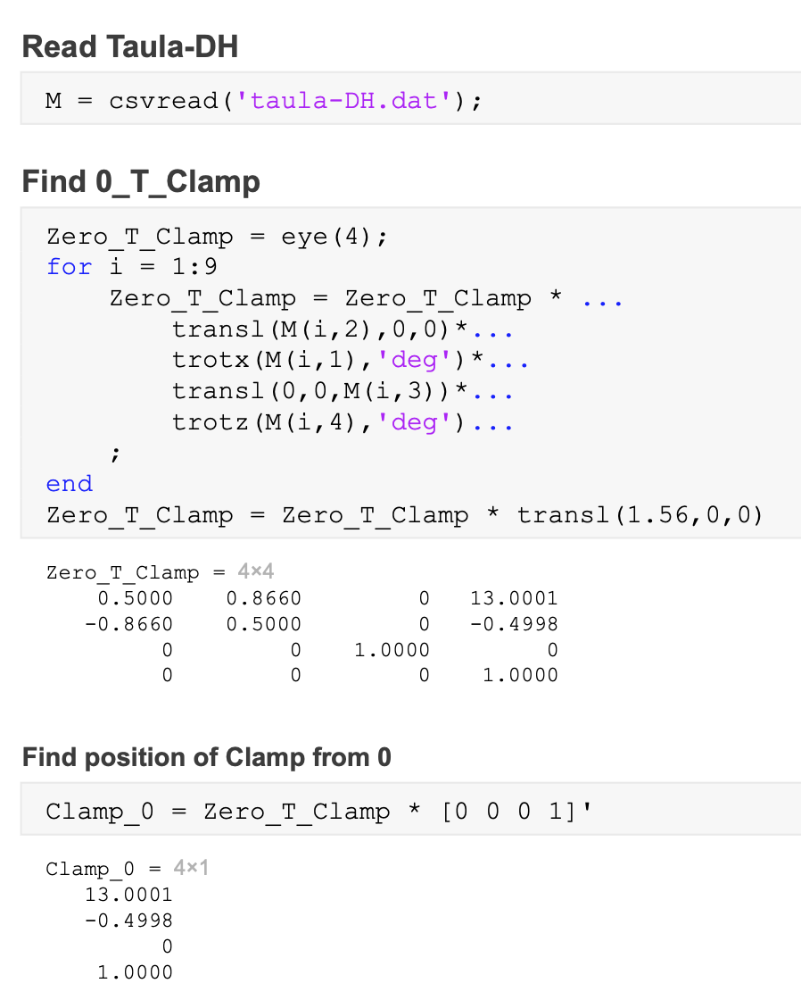 Read Taula-DH
M = csvread('taula-DH.dat');
Find 0_T_Clamp
Zero_T_Clamp = eye(4);
for i = 1:9
Zero_T_Clamp = Zero_T_Clamp * ...
transl(M(i,2),0,0)*...
trotx(M(i,1),'deg')*...
transl(0,0,M(i,3))*...
trotz(M(i,4),'deg')...
;
end
Zero_T_Clamp = Zero_T_Clamp * transl(1.56,0,0)
Zero_T_Clamp = 4×4
0.5000 0.8660 0 13.0001
-0.8660 0.5000 0 -0.4998
0 0 1.0000 0
0 0 0 1.0000
Find position of Clamp from 0
Clamp_0 = Zero_T_Clamp * [0 0 0 1]'
Clamp_0 = 4×1
13.0001
-0.4998
0
1.0000